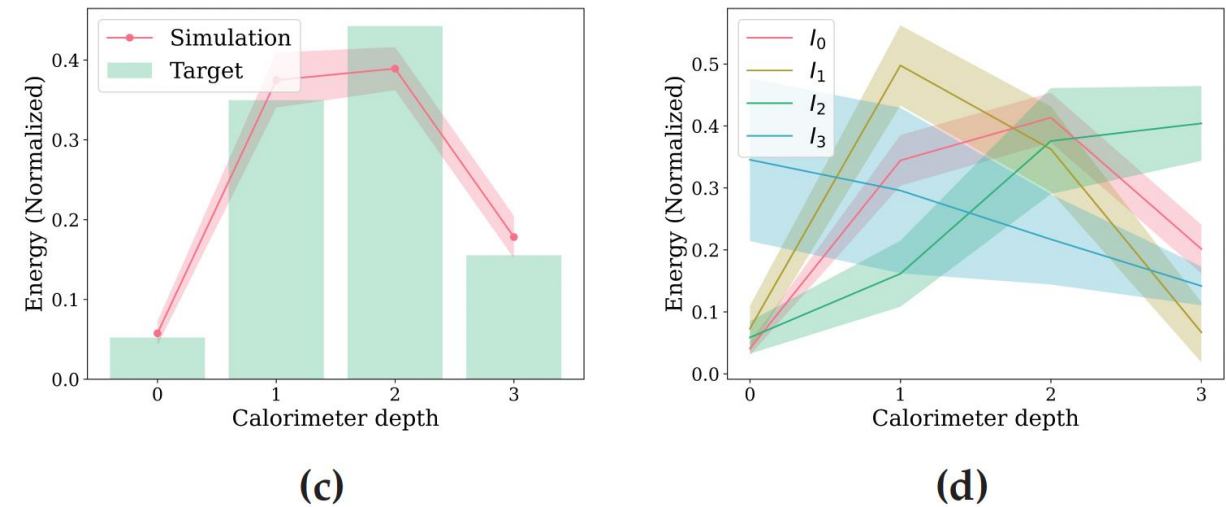 Simulation
Target
Energy (Normalized)
0.4
0.3
0.2
0.1
0.0
0 1 2 3
Calorimeter depth
(c)
I0
I1
I2
I3
Energy (Normalized)
0.5
0.4
0.3
0.2
0.1
0.0
0 1 2 3
Calorimeter depth
(d)